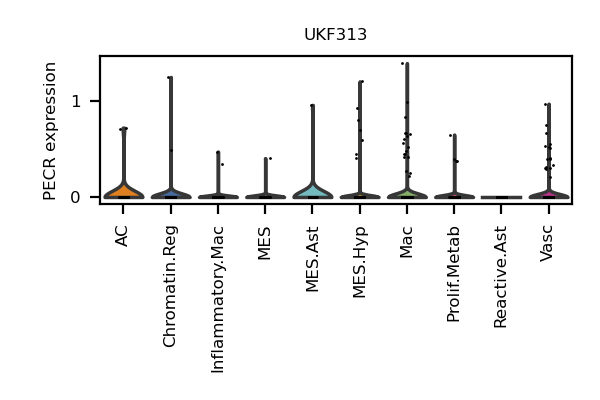 UKF313
PECR expression
1
0
AC
Chromatin.Reg
Inflammatory.Mac
MES
MES.Ast
MES.Hyp
Mac
Prolif.Metab
Reactive.Ast
Vasc